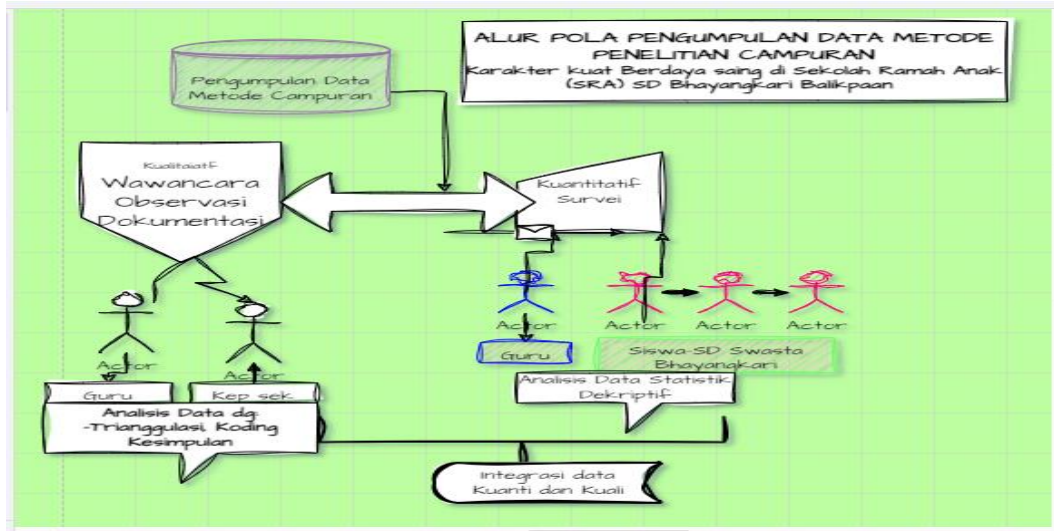 ALUR POLA PENGUMPULAN DATA METODE
PENELITIAN CAMPURAN
Karakter kuat Berdaya saing di Sekolah Ramah Anak
(SRA) SD Bhayangkari Balikpaan
Pengumpulan Data
Metode Campuran
Kualitaiatf
Wawancara
Observasi
Dokumentasi
Kuantitatif
Survei
Actor
Actor
Actor
Actor
Actor
Actor
Guru
Siswa-SD Swasta
Bhayangkari
Guru
Kep sek
Analisis Data Statistik
Dekriptif
Analisis Data dg:
-Trianggulasi, Koding
Kesimpulan
Integrasi data
Kuanti dan Kuali